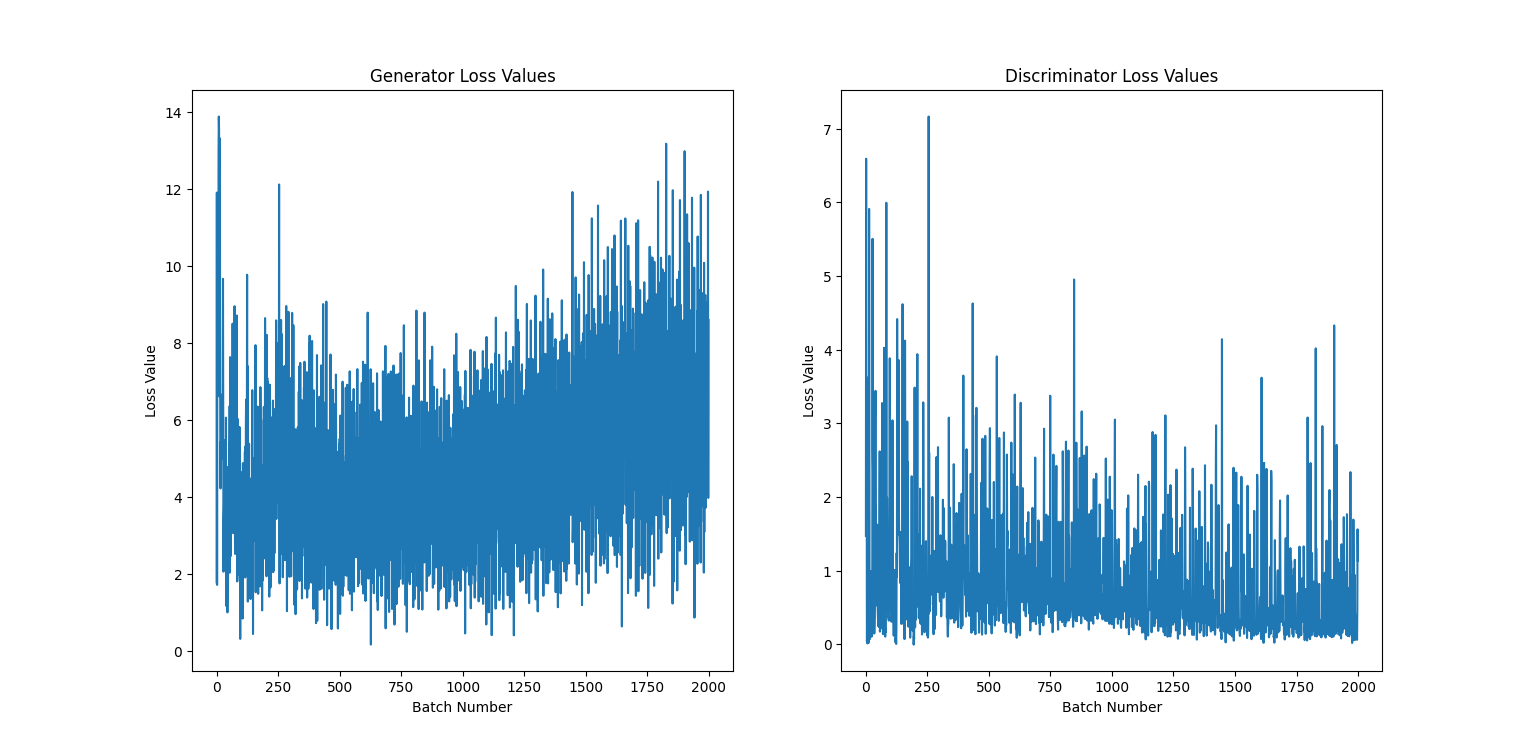 Generator Loss Values
Loss Value
14
12
10
8
6
4
2
0
0 250 500 750 1000 1250 1500 1750 2000
Batch Number
Discriminator Loss Values
Loss Value
7
6
5
4
3
2
1
0
0 250 500 750 1000 1250 1500 1750 2000
Batch Number